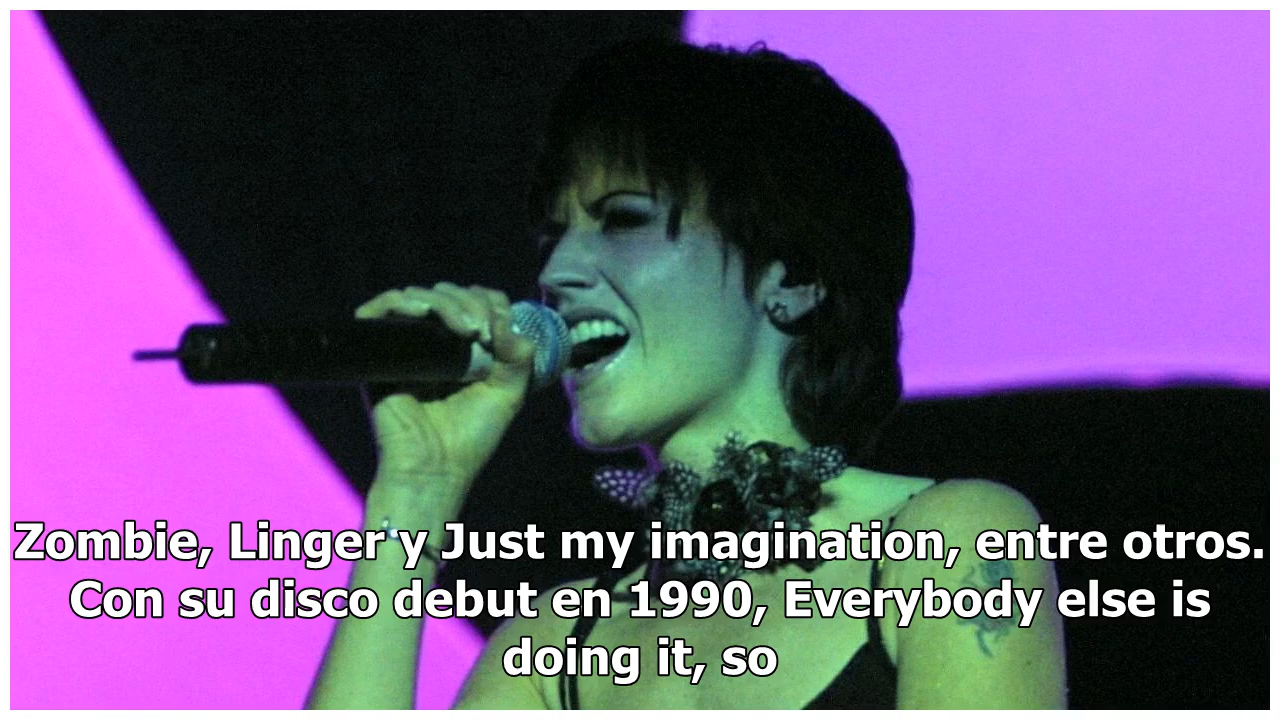 Zombie, Linger y Just my imagination, entre otros.
Con su disco debut en 1990, Everybody else is
doing it, so